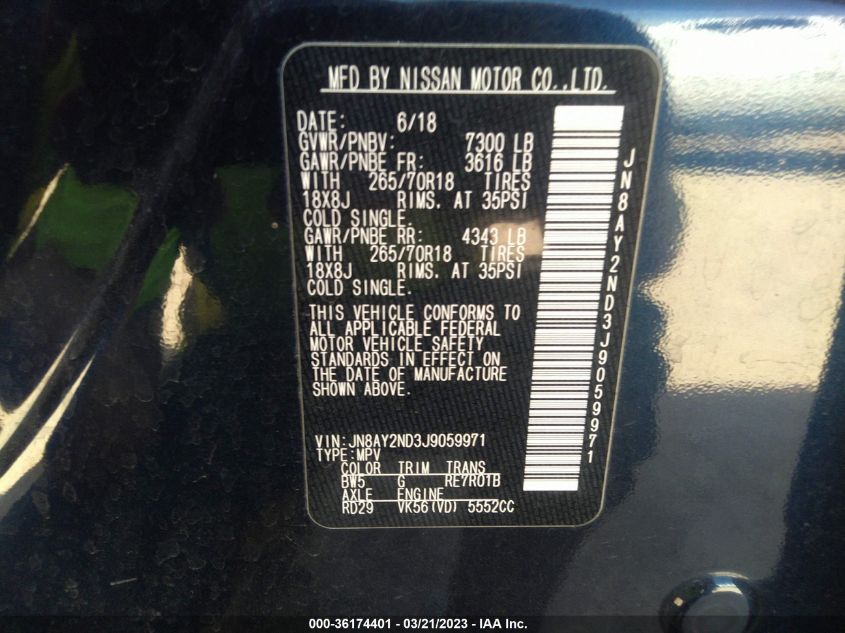 MFD BY NISSAN MOTOR CO.,LTD.
DATE: 6/18
GVWR/PNBV: 7300 LB
GAWR/PNBE FR: 3616 LB
WITH 265/70R18 TIRES
18X8J RIMS. AT 35PSI
COLD SINGLE.
GAWR/PNBE RR: 4343 LB
WITH 265/70R18 TIRES
18X8J RIMS. AT 35PSI
COLD SINGLE.
THIS VEHICLE CONFORMS TO
ALL APPLICABLE FEDERAL
MOTOR VEHICLE SAFETY
STANDARDS IN EFFECT ON
THE DATE OF MANUFACTURE
SHOWN ABOVE.
VIN:JN8AY2ND3J9059971
TYPE:MPV
COLOR TRIM TRANS
BW5 G RE7R01B
AXLE ENGINE
RD29 VK56(VD) 5552CC
JN8AY2ND3J9059971
000-36174401 - 03/21/2023 - IAA Inc.